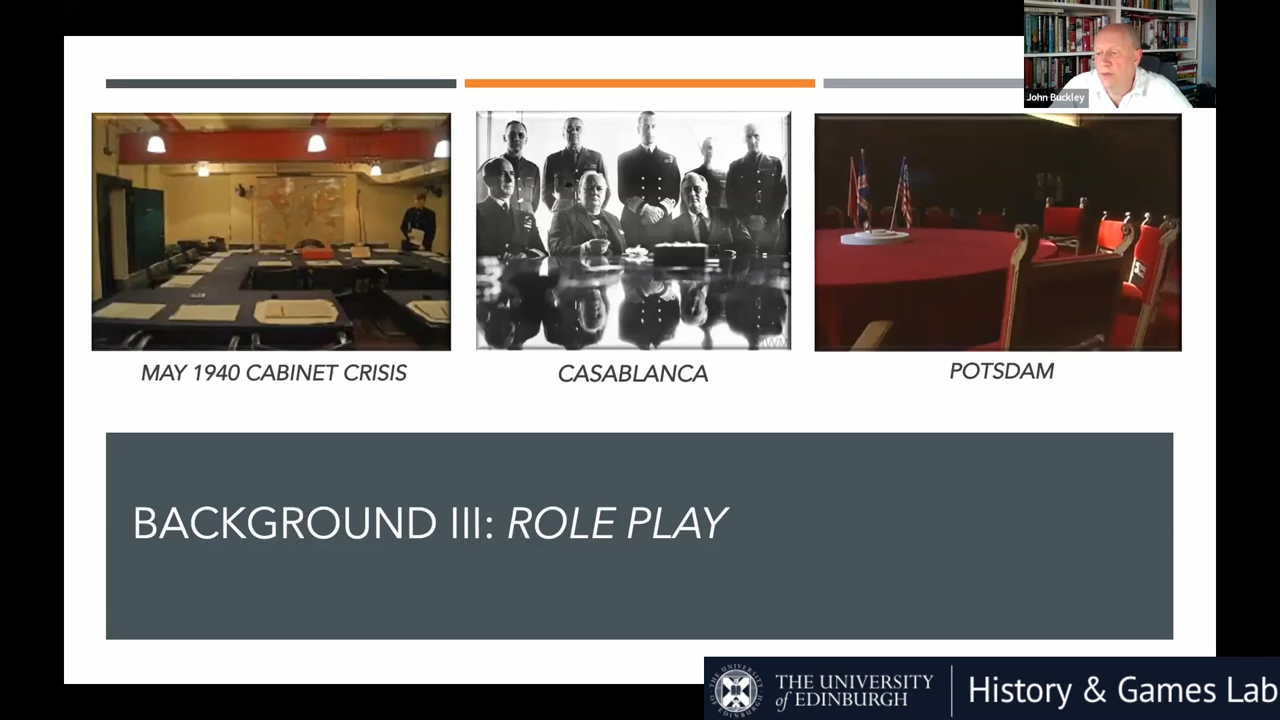 John Buckley
IWM
MAY 1940 CABINET CRISIS
CASABLANCA
POTSDAM
BACKGROUND III: ROLE PLAY
THE UNIVERSITY
of EDINBURGH
History & Games Lab